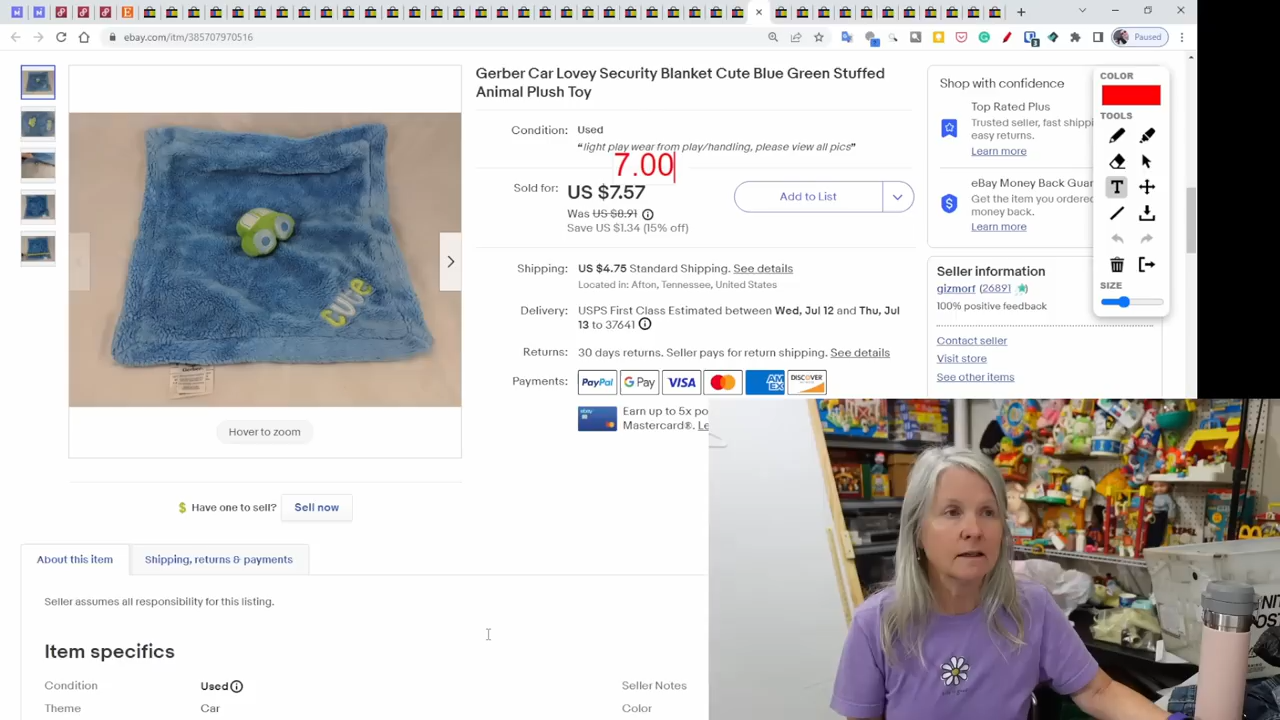 ebay.com/itm/385707970516
Paused
Gerber Car Lovey Security Blanket Cute Blue Green Stuffed
Animal Plush Toy
Condition: Used
"light play wear from play/handling, please view all pics"
7.00
Sold for: US $7.57
Was US $8.91
Save US $1.34 (15% off)
Add to List
Shipping: US $4.75 Standard Shipping. See details
Located in: Afton, Tennessee, United States
Delivery: USPS First Class Estimated between Wed, Jul 12 and Thu, Jul
13 to 37641
Returns: 30 days returns. Seller pays for return shipping. See details
Payments: PayPal G Pay VISA AM EX DISCOVER
ebay
Earn up to 5x po
Mastercard®. Le
Shop with confidence
Top Rated Plus
Trusted seller, fast shippi
easy returns.
Learn more
eBay Money Back Guar
Get the item you ordered
money back.
Learn more
Seller information
gizmorf (26891)
100% positive feedback
Contact seller
Visit store
See other items
COLOR
TOOLS
T
SIZE
cute
Gerber
Hover to zoom
$ Have one to sell? Sell now
About this item
Shipping, returns & payments
Seller assumes all responsibility for this listing.
Item specifics
Condition Used
Seller Notes
Theme Car
Color